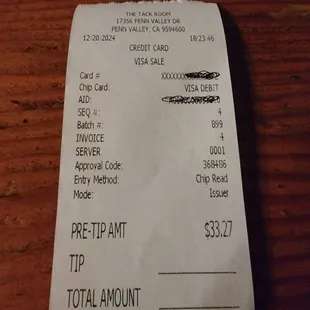 THE TACK ROOM
17356 PENN VALLEY DR
PENN VALLEY, CA 9594600
12/20/2024 18:23:46
CREDIT CARD
VISA SALE
Card #
Chip Card: VISA DEBIT
AID:
SEQ #: 4
Batch #: 899
INVOICE 4
SERVER 0001
Approval Code: 368486
Entry Method: Chip Read
Mode: Issuer
PRE-TIP AMT $33.27
TIP
TOTAL AMOUNT